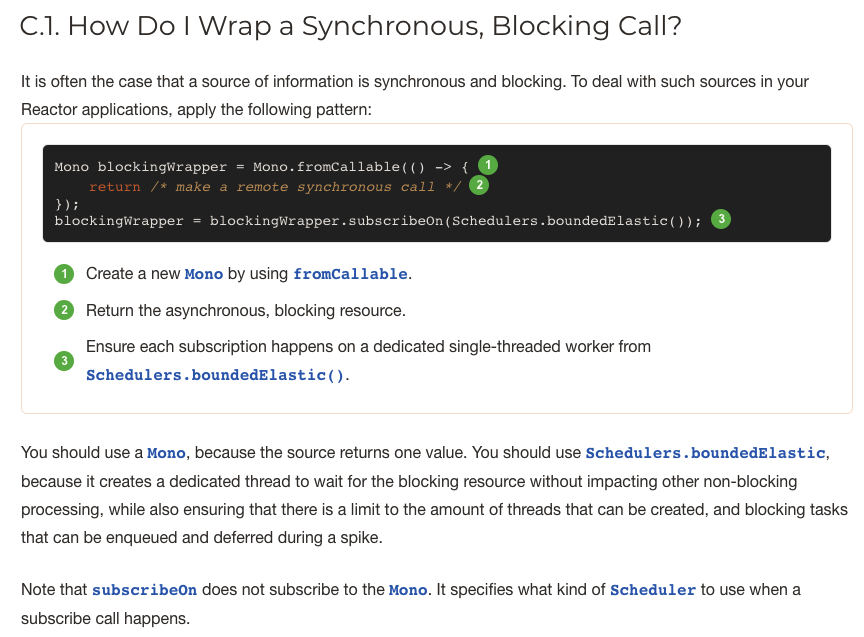 C.1. How Do I Wrap a Synchronous, Blocking Call?
It is often the case that a source of information is synchronous and blocking. To deal with such sources in your
Reactor applications, apply the following pattern:
Mono blockingWrapper = Mono.fromCallable(() -> { 1
    return /* make a remote synchronous call */ 2
});
blockingWrapper = blockingWrapper.subscribeOn(Schedulers.boundedElastic()); 3
1 Create a new Mono by using fromCallable.
2 Return the asynchronous, blocking resource.
3 Ensure each subscription happens on a dedicated single-threaded worker from
Schedulers.boundedElastic().
You should use a Mono, because the source returns one value. You should use Schedulers.boundedElastic,
because it creates a dedicated thread to wait for the blocking resource without impacting other non-blocking
processing, while also ensuring that there is a limit to the amount of threads that can be created, and blocking tasks
that can be enqueued and deferred during a spike.
Note that subscribeOn does not subscribe to the Mono. It specifies what kind of Scheduler to use when a
subscribe call happens.